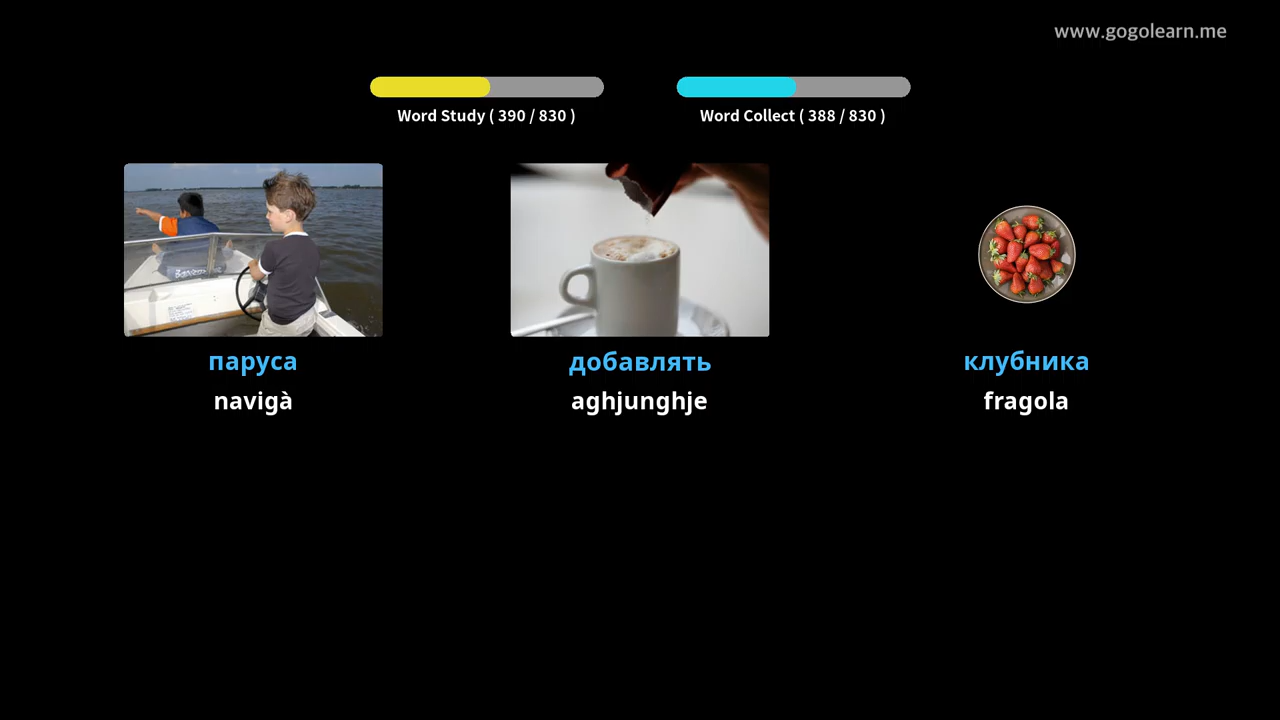 www.gogolearn.me
Word Study ( 390 / 830 )
Word Collect ( 388 / 830 )
паруса
добавлять
клубника
navigà
aghjunghje
fragola